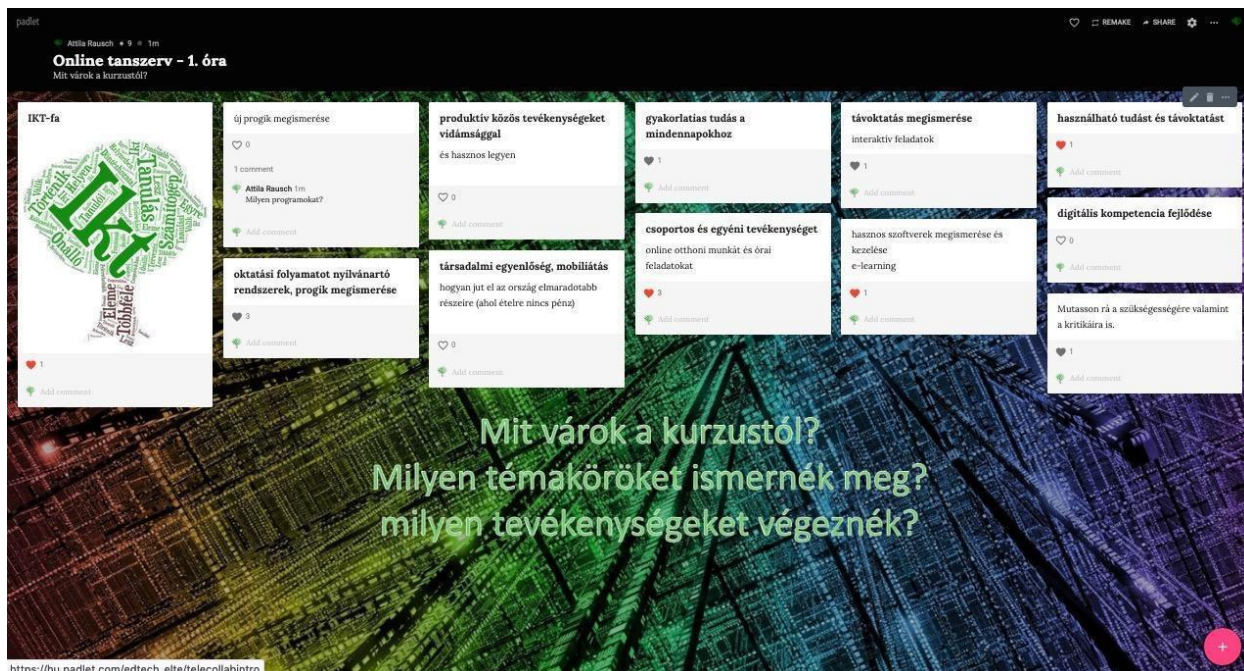 padlet
REMAKE SHARE
Attila Rausch 9 1m
Online tanszerv - 1. óra
Mit várok a kurzustól?
IKT-fa
Ikt
Tanulás
Számítógép
Történik
Helyen
Önálló
Tanulói
Eleme
Többféle
1
Add comment
új progik megismerése
0
1 comment
Attila Rausch 1m
Milyen programokat?
Add comment
oktatási folyamatot nyilvánartó
rendszerek, progik megismerése
3
Add comment
produktív közös tevékenységeket
vidámsággal
és hasznos legyen
0
Add comment
társadalmi egyenlőség, mobiliátás
hogyan jut el az ország elmaradotabb
részeire (ahol ételre nincs pénz)
0
Add comment
gyakorlatias tudás a
mindennapokhoz
1
Add comment
csoportos és egyéni tevékenységet
online otthoni munkát és órai
feladatokat
3
Add comment
távoktatás megismerése
interaktív feladatok
1
Add comment
hasznos szoftverek megismerése és
kezelése
e-learning
1
Add comment
használható tudást és távoktatást
1
Add comment
digitális kompetencia fejlődése
0
Add comment
Mutasson rá a szükségességére valamint
a kritikáira is.
1
Add comment
Mit várok a kurzustól?
Milyen témaköröket ismernék meg?
milyen tevékenységeket végeznék?
https://hu.padlet.com/edtech_elte/telecollabintro